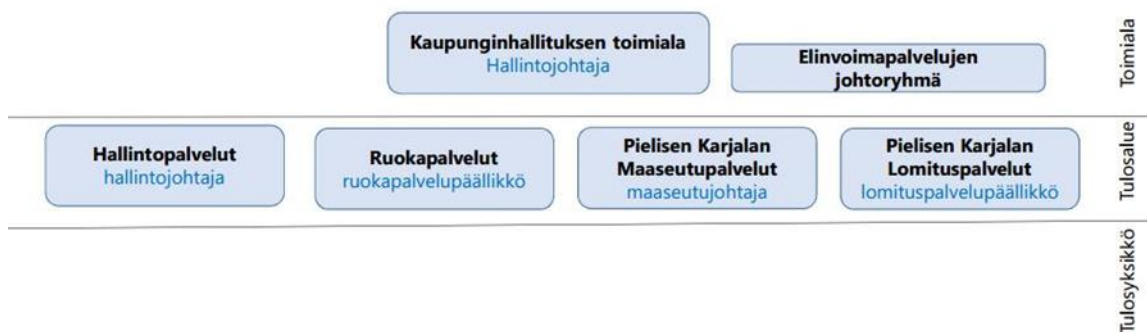 Kaupunginhallituksen toimiala
Hallintojohtaja
Elinvoimapalvelujen
johtoryhmä
Toimiala
Hallintopalvelut
hallintojohtaja
Ruokapalvelut
ruokapalvelupäällikkö
Pielisen Karjalan
Maaseutupalvelut
maaseutujohtaja
Pielisen Karjalan
Lomituspalvelut
lomituspalvelupäällikkö
Tulosalue
Tulosyksikkö